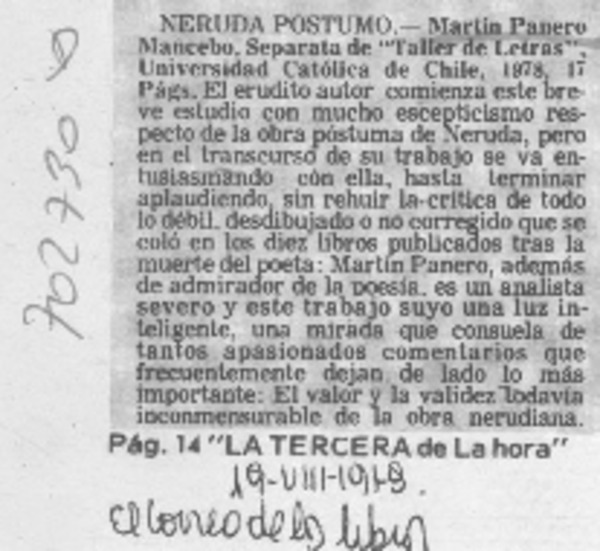 NERUDA POSTUMO.— Martín Panero
Mancebo. Separata de "Taller de Letras",
Universidad Católica de Chile, 1978, 17
Págs. El erudito autor comienza este bre-
ve estudio con mucho escepticismo res-
pecto de la obra póstuma de Neruda, pero
en el transcurso de su trabajo se va en-
tusiasmando con ella, hasta terminar
aplaudiendo, sin rehuir la crítica de todo
lo débil, desdibujado o no corregido que se
coló en los diez libros publicados tras la
muerte del poeta: Martín Panero, además
de admirador de la poesía, es un analista
severo y este trabajo suyo una luz in-
teligente, una mirada que consuela de
tantos apasionados comentarios que
frecuentemente dejan de lado lo más
importante: El valor y la validez todavía
inconmensurable de la obra nerudiana.
Pág. 14 "LA TERCERA de La hora"
19-VIII-1978.
El Correo de los libros
702730